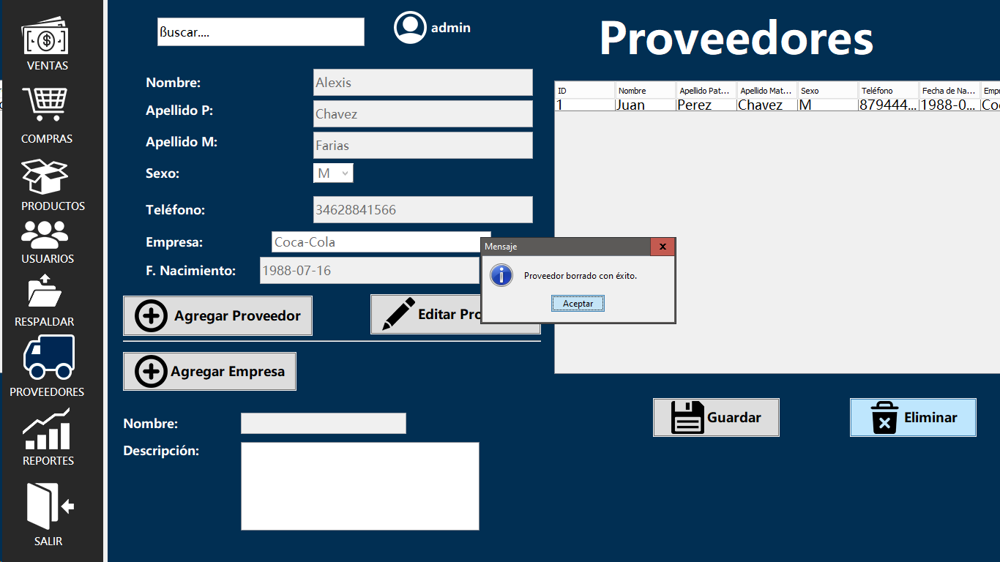 VENTAS
COMPRAS
PRODUCTOS
USUARIOS
RESPALDAR
PROVEEDORES
REPORTES
SALIR
Buscar....
admin
Proveedores
Nombre: Alexis
Apellido P: Chavez
Apellido M: Farias
Sexo: M
Teléfono: 34628841566
Empresa: Coca-Cola
F. Nacimiento: 1988-07-16
Agregar Proveedor
Editar Pro
Agregar Empresa
Nombre:
Descripción:
ID Nombre Apellido Pat... Apellido Mat... Sexo Teléfono Fecha de Na... Empr
1 Juan Perez Chavez M 879444... 1988-0... Coc
Mensaje
Proveedor borrado con éxito.
Aceptar
Guardar
Eliminar